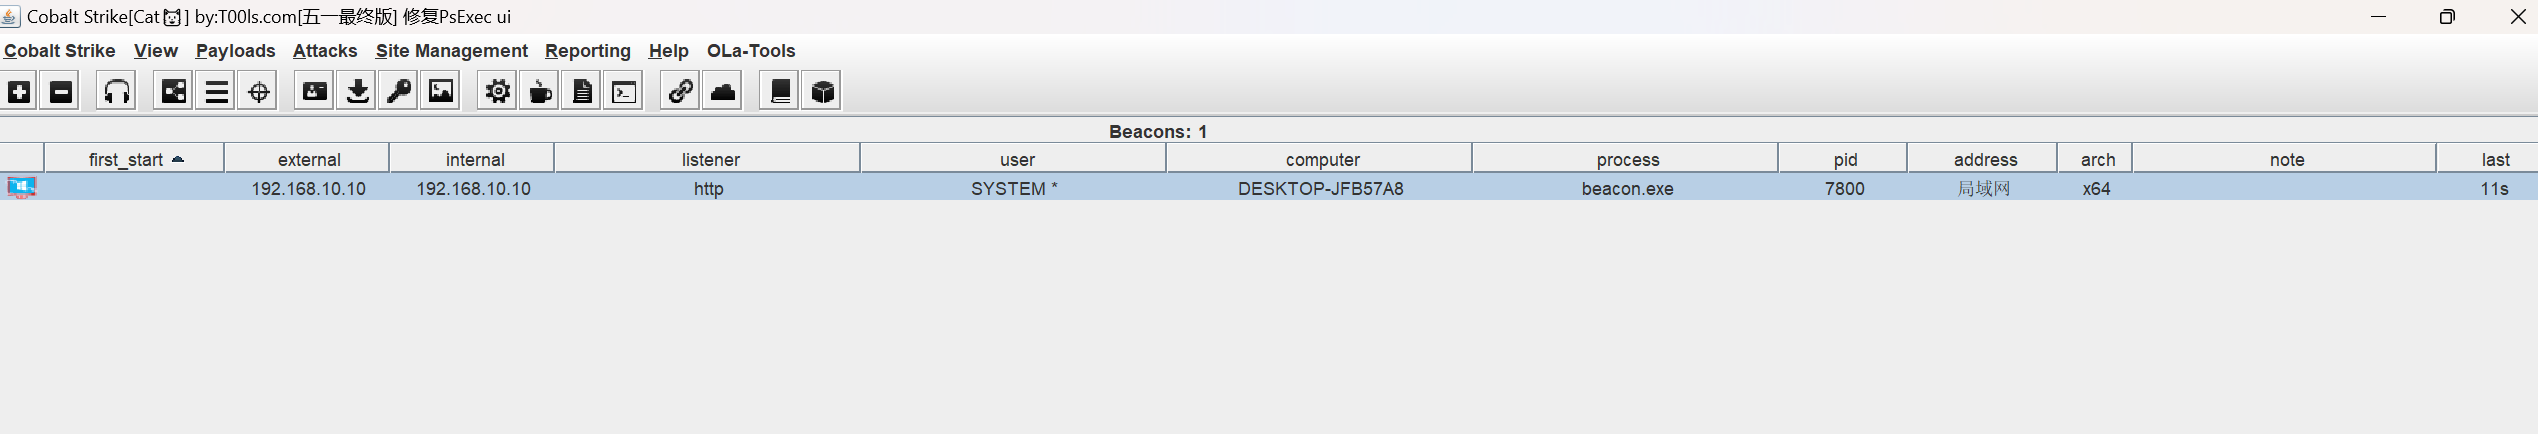 Cobalt Strike[Cat🐱] by:T00ls.com[五一最终版] 修复PsExec ui
Cobalt Strike View Payloads Attacks Site Management Reporting Help OLa-Tools
Beacons: 1
first_start external internal listener user computer process pid address arch note last
192.168.10.10 192.168.10.10 http SYSTEM * DESKTOP-JFB57A8 beacon.exe 7800 局域网 x64 11s